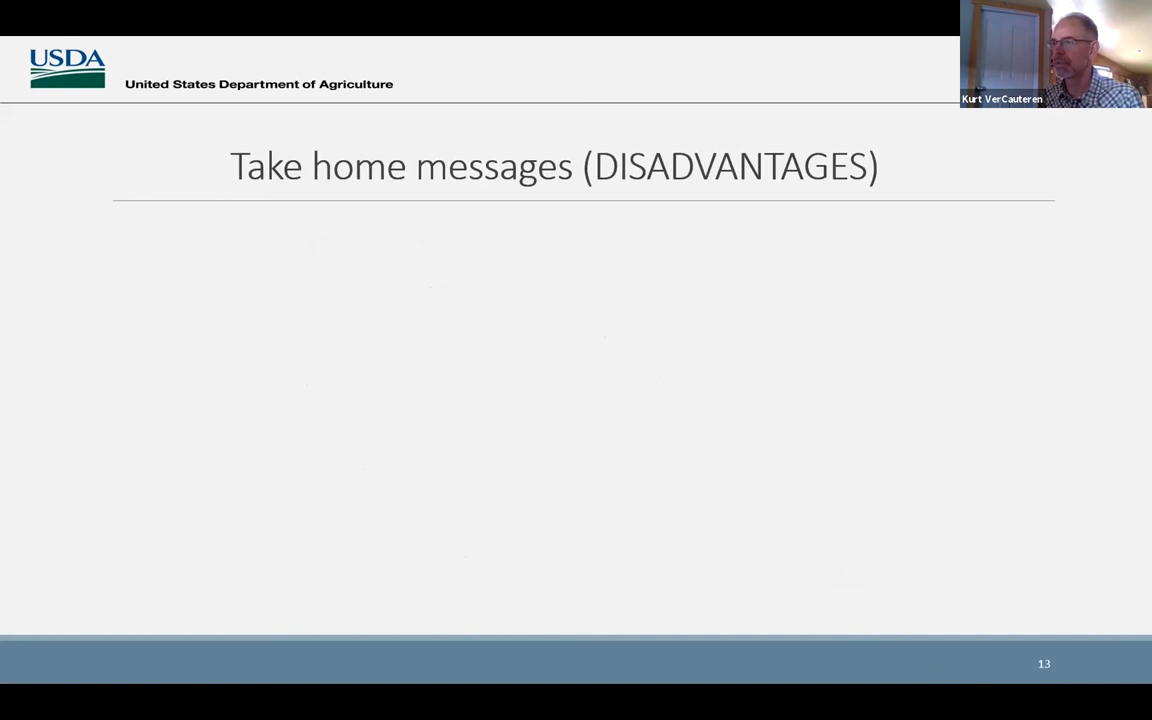 USDA
United States Department of Agriculture
Kurt VerCauteren
Take home messages (DISADVANTAGES)
13